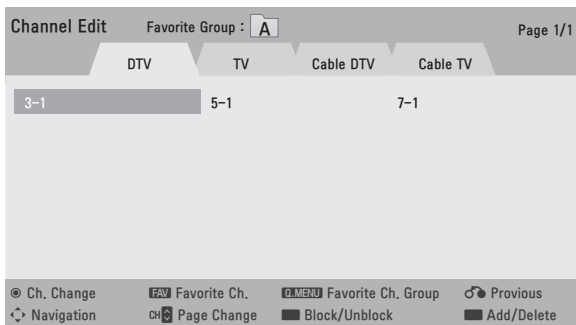 Channel Edit Favorite Group : A Page 1/1
DTV TV Cable DTV Cable TV
3-1 5-1 7-1
Ch. Change FAV Favorite Ch. Q.MENU Favorite Ch. Group Provious
Navigation CH Page Change Block/Unblock Add/Delete